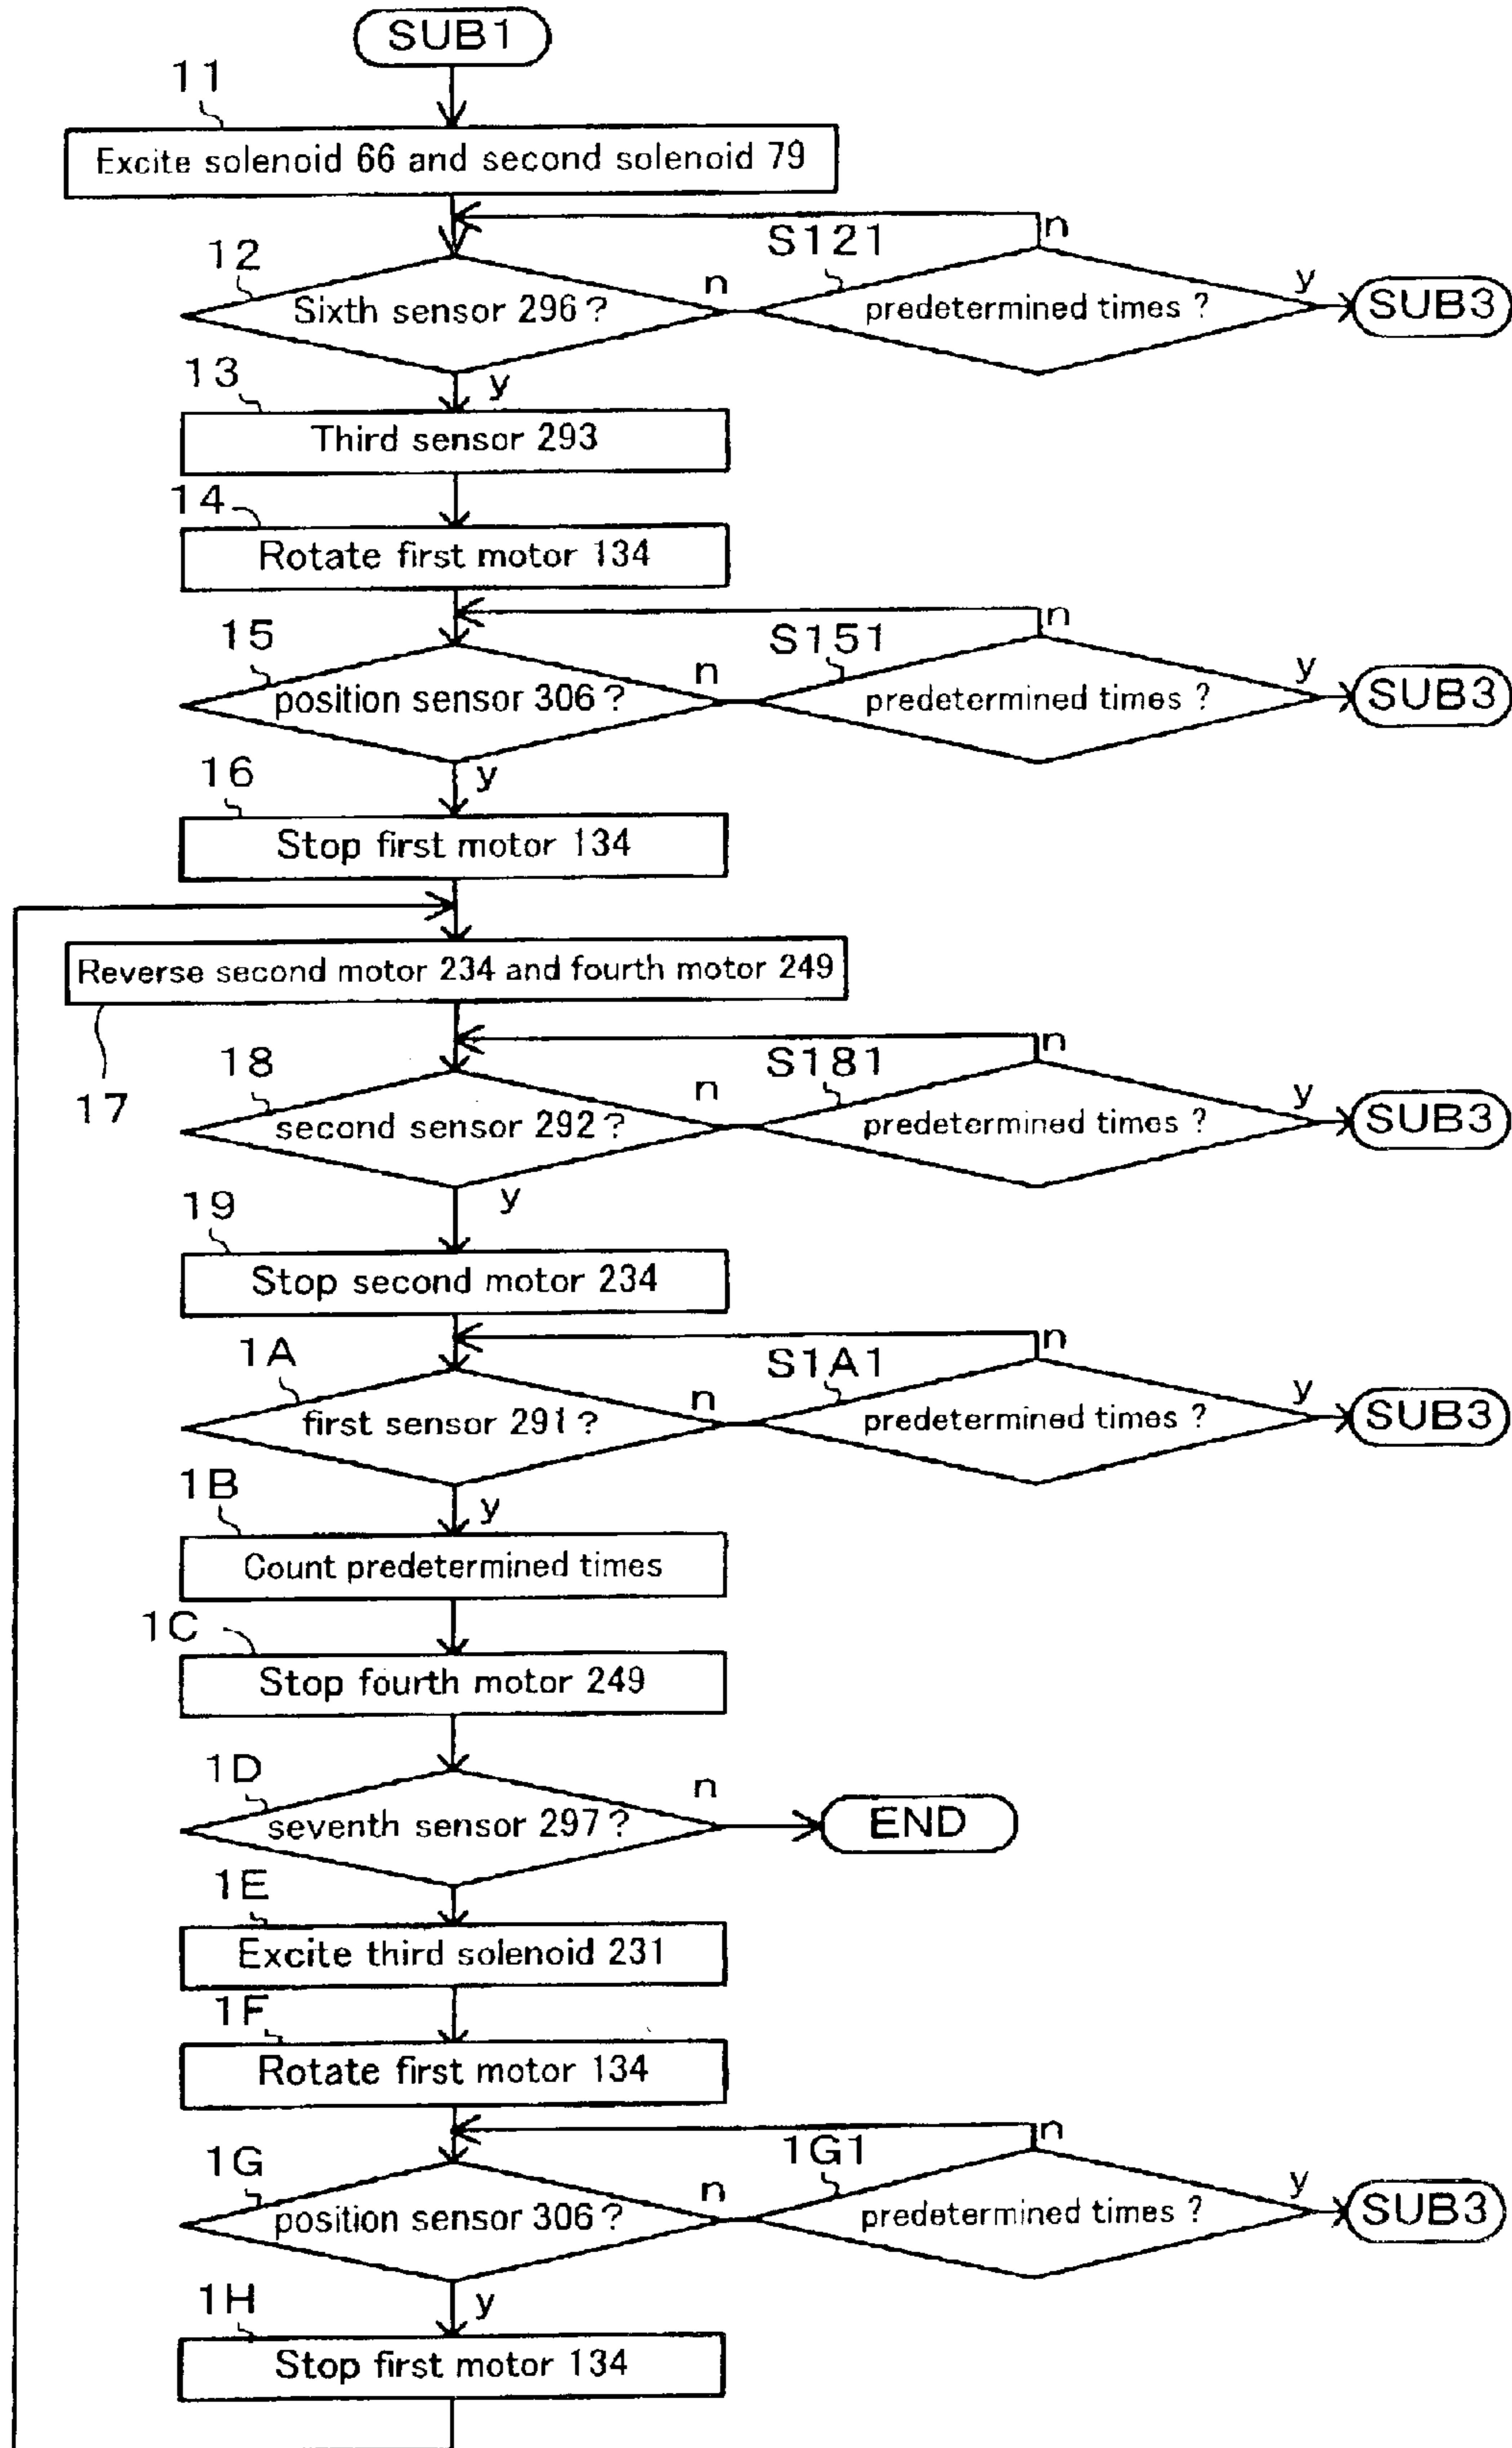 SUB1
11
Excite solenoid 66 and second solenoid 79
12
Sixth sensor 296 ?
n
S121
predetermined times ?
n
y
SUB3
y
13
Third sensor 293
14
Rotate first motor 134
15
position sensor 306 ?
n
S151
predetermined times ?
n
y
SUB3
y
16
Stop first motor 134
Reverse second motor 234 and fourth motor 249
17
18
second sensor 292 ?
n
S181
predetermined times ?
n
y
SUB3
y
19
Stop second motor 234
1A
first sensor 291 ?
n
S1A1
predetermined times ?
n
y
SUB3
y
1B
Count predetermined times
1C
Stop fourth motor 249
1D
seventh sensor 297 ?
n
END
1E
Excite third solenoid 231
1F
Rotate first motor 134
1G
position sensor 306 ?
n
1G1
predetermined times ?
n
y
SUB3
y
1H
Stop first motor 134